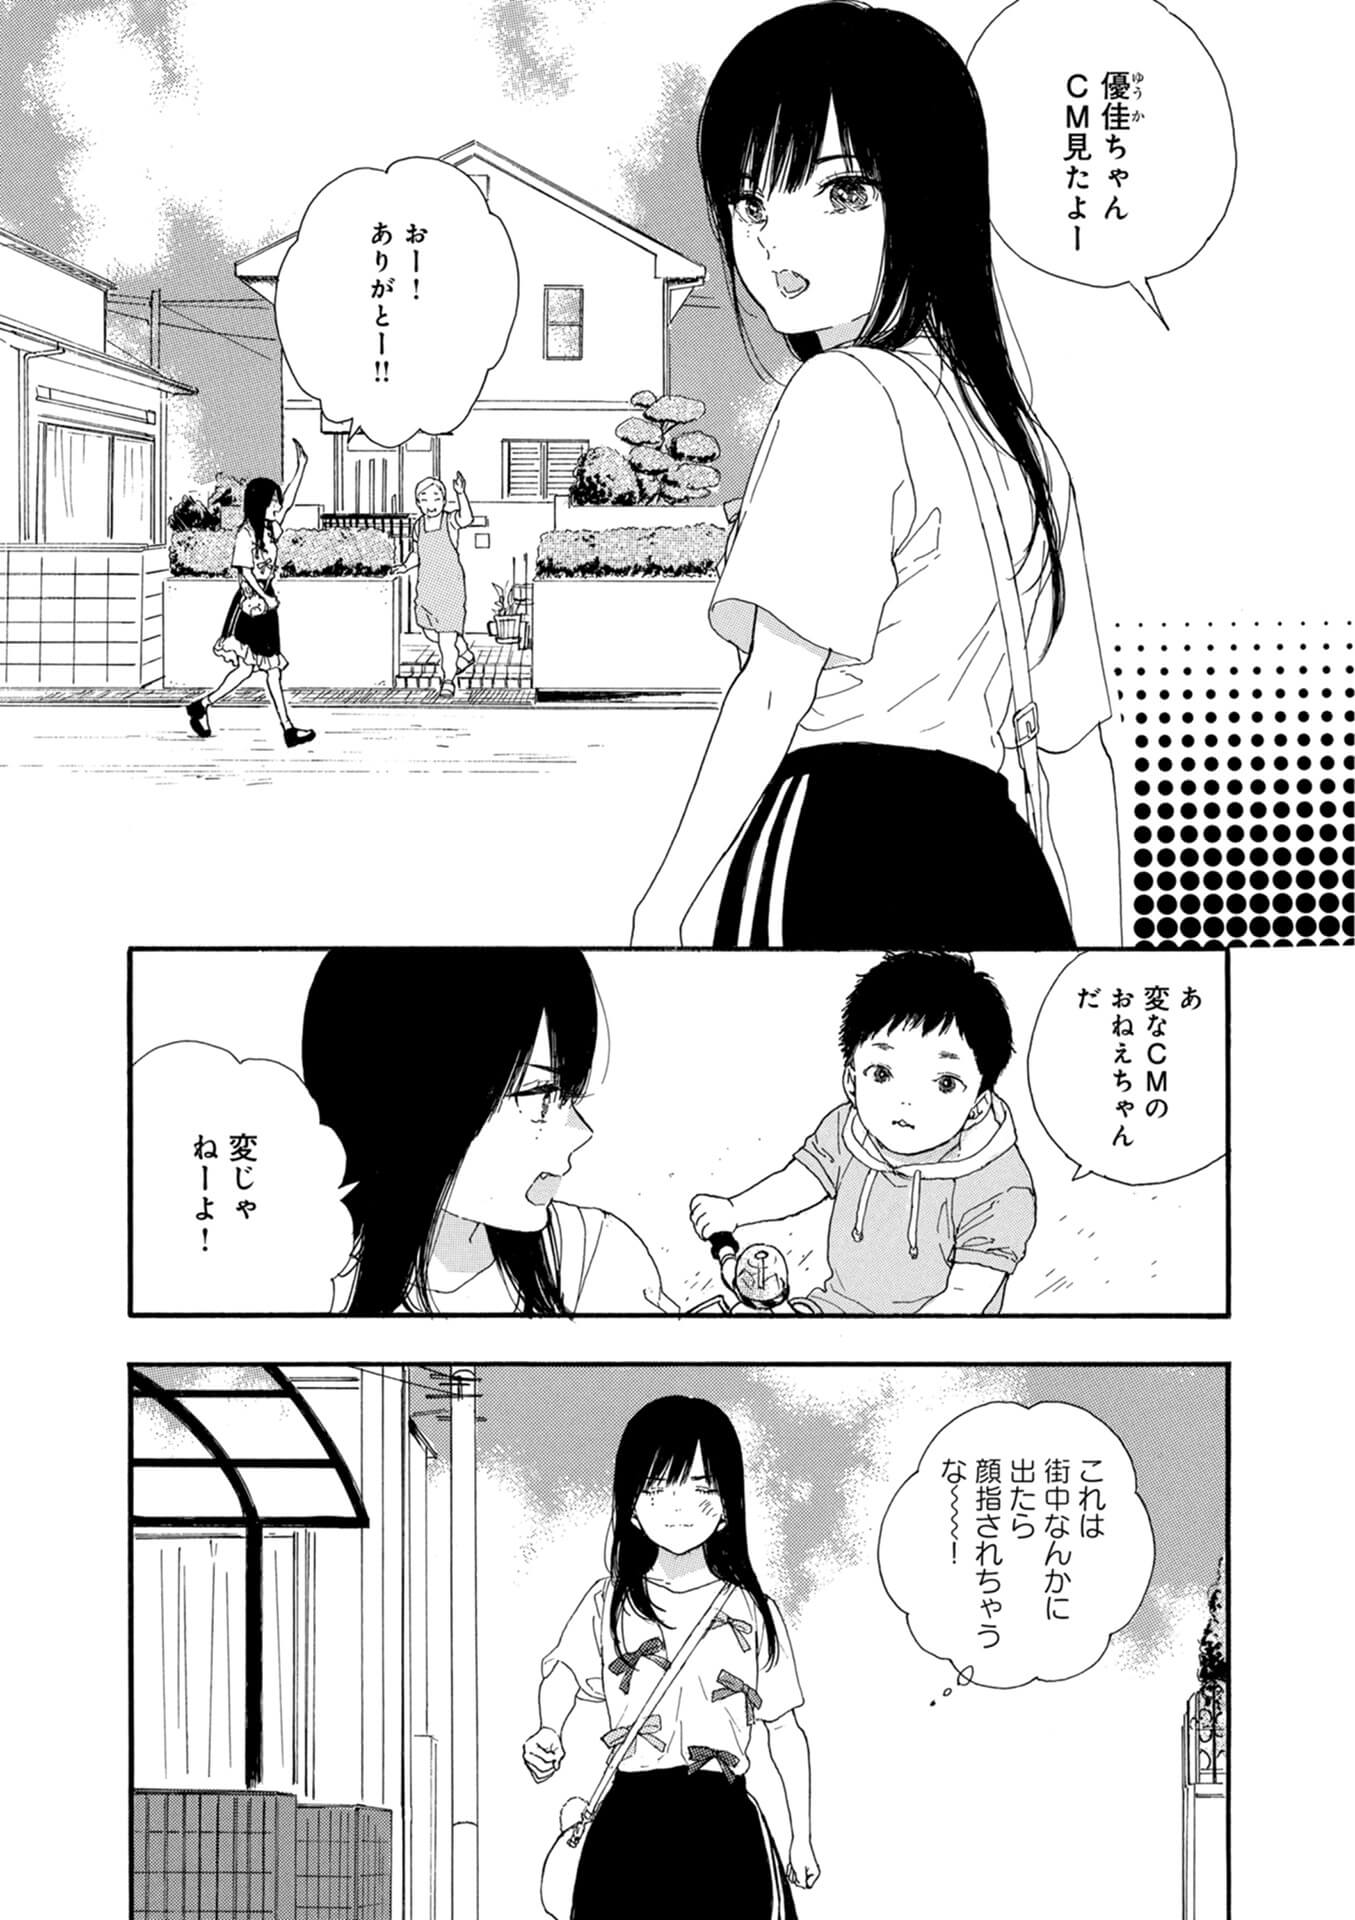 優佳ちゃん
CM見たよー
おー！
ありがとー!!
あ
変なCMの
おねえちゃん
だ
変じゃ
ねーよ！
これは
街中なんかに
出たら
顔指されちゃう
な〜〜！